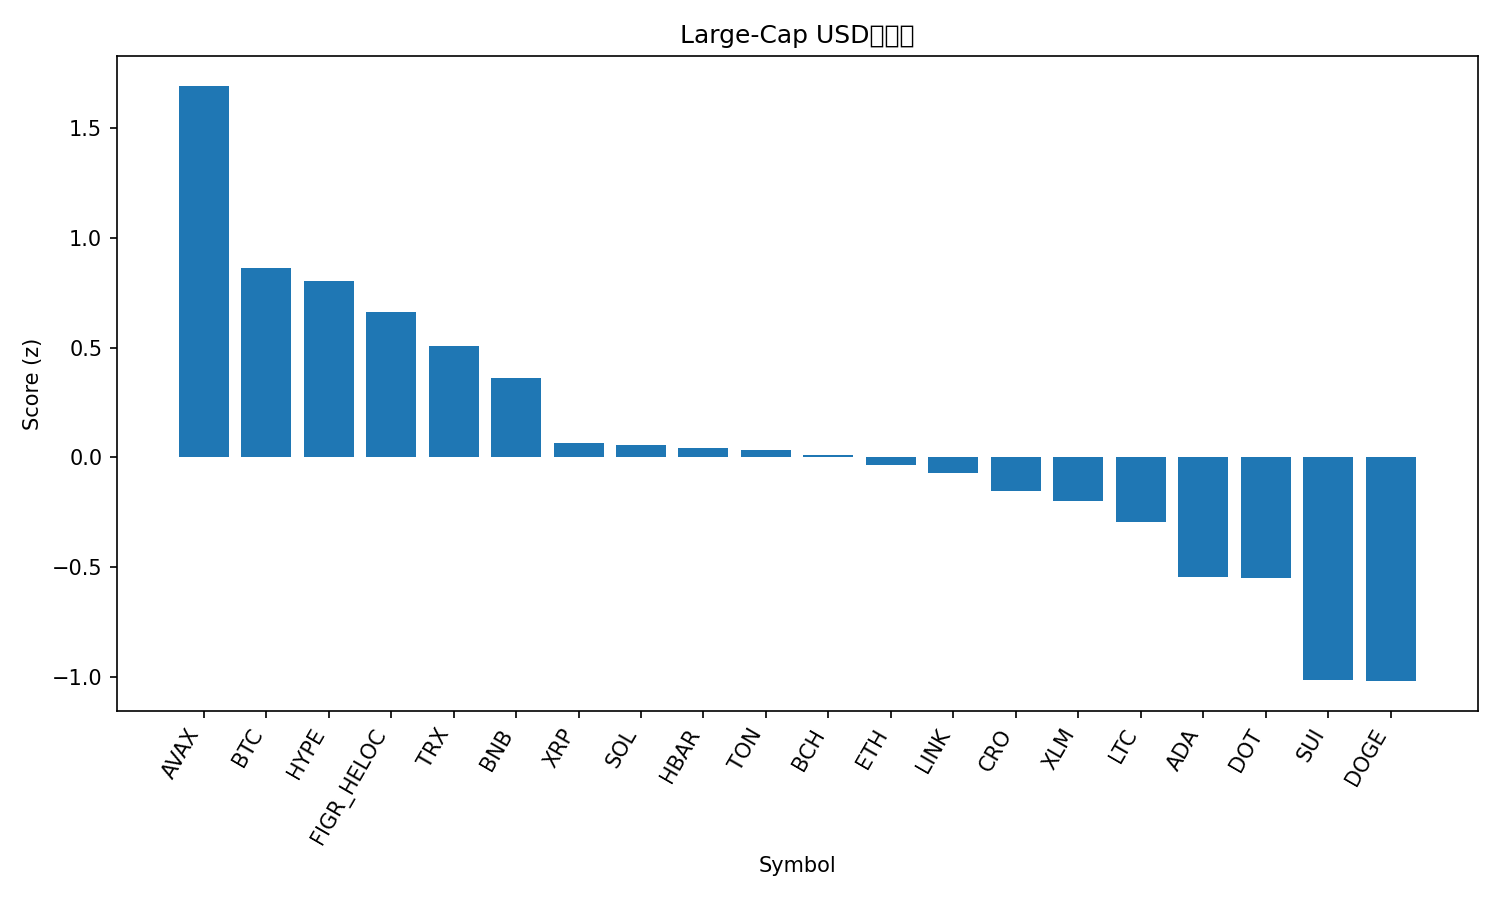 Large-Cap USD
Score (z)
1.5
1.0
0.5
0.0
−0.5
−1.0
AVAX
BTC
HYPE
FIGR_HELOC
TRX
BNB
XRP
SOL
HBAR
TON
BCH
ETH
LINK
CRO
XLM
LTC
ADA
DOT
SUI
DOGE
Symbol